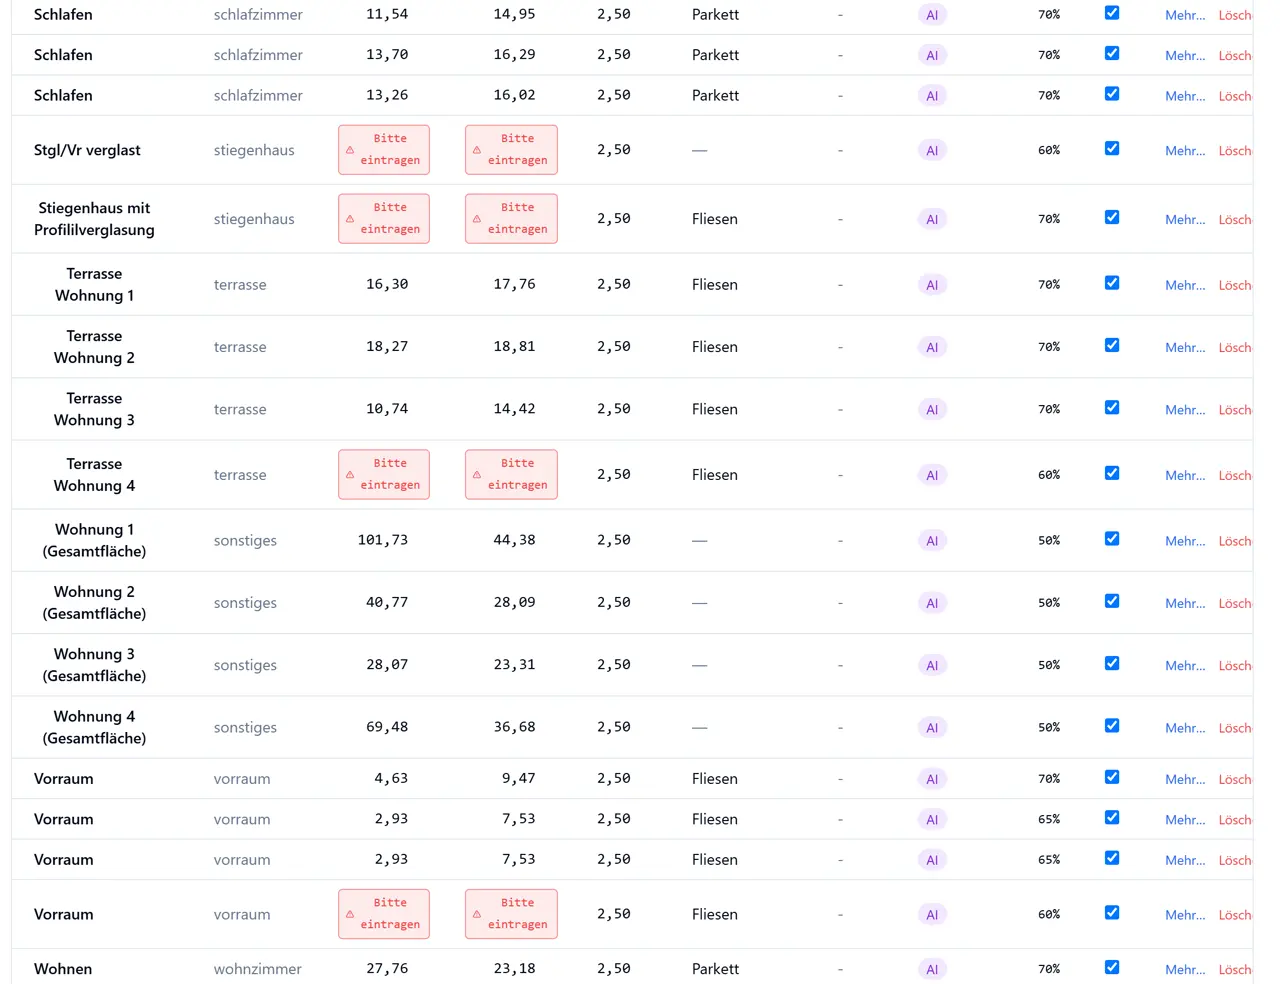 Schlafen schlafzimmer 11,54 14,95 2,50 Parkett - AI 70% Mehr... Lösch
Schlafen schlafzimmer 13,70 16,29 2,50 Parkett - AI 70% Mehr... Lösch
Schlafen schlafzimmer 13,26 16,02 2,50 Parkett - AI 70% Mehr... Lösch
Stgl/Vr verglast stiegenhaus Bitte eintragen Bitte eintragen 2,50 — - AI 60% Mehr... Lösch
Stiegenhaus mit
Profililverglasung stiegenhaus Bitte eintragen Bitte eintragen 2,50 Fliesen - AI 70% Mehr... Lösch
Terrasse
Wohnung 1 terrasse 16,30 17,76 2,50 Fliesen - AI 70% Mehr... Lösch
Terrasse
Wohnung 2 terrasse 18,27 18,81 2,50 Fliesen - AI 70% Mehr... Lösch
Terrasse
Wohnung 3 terrasse 10,74 14,42 2,50 Fliesen - AI 70% Mehr... Lösch
Terrasse
Wohnung 4 terrasse Bitte eintragen Bitte eintragen 2,50 Fliesen - AI 60% Mehr... Lösch
Wohnung 1
(Gesamtfläche) sonstiges 101,73 44,38 2,50 — - AI 50% Mehr... Lösch
Wohnung 2
(Gesamtfläche) sonstiges 40,77 28,09 2,50 — - AI 50% Mehr... Lösch
Wohnung 3
(Gesamtfläche) sonstiges 28,07 23,31 2,50 — - AI 50% Mehr... Lösch
Wohnung 4
(Gesamtfläche) sonstiges 69,48 36,68 2,50 — - AI 50% Mehr... Lösch
Vorraum vorraum 4,63 9,47 2,50 Fliesen - AI 70% Mehr... Lösch
Vorraum vorraum 2,93 7,53 2,50 Fliesen - AI 65% Mehr... Lösch
Vorraum vorraum 2,93 7,53 2,50 Fliesen - AI 65% Mehr... Lösch
Vorraum vorraum Bitte eintragen Bitte eintragen 2,50 Fliesen - AI 60% Mehr... Lösch
Wohnen wohnzimmer 27,76 23,18 2,50 Parkett - AI 70% Mehr... Lösch